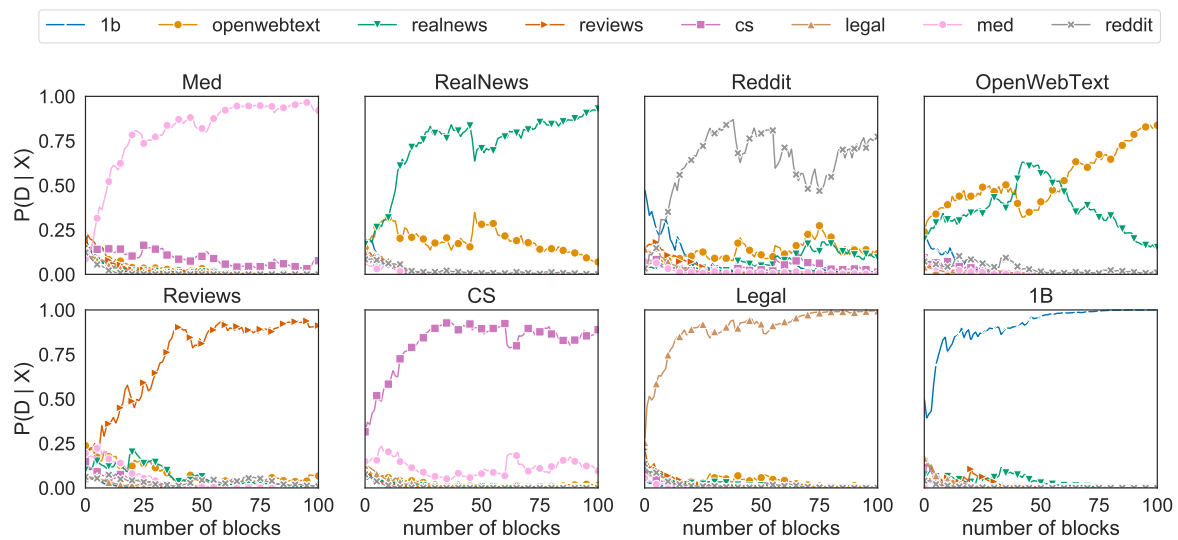 1b openwebtext realnews reviews cs legal med reddit
Med RealNews Reddit OpenWebText
P(D | X)
1.00
0.75
0.50
0.25
0.00
Reviews CS Legal 1B
P(D | X)
1.00
0.75
0.50
0.25
0.00
0 25 50 75 100 0 25 50 75 100 0 25 50 75 100 0 25 50 75 100
number of blocks number of blocks number of blocks number of blocks